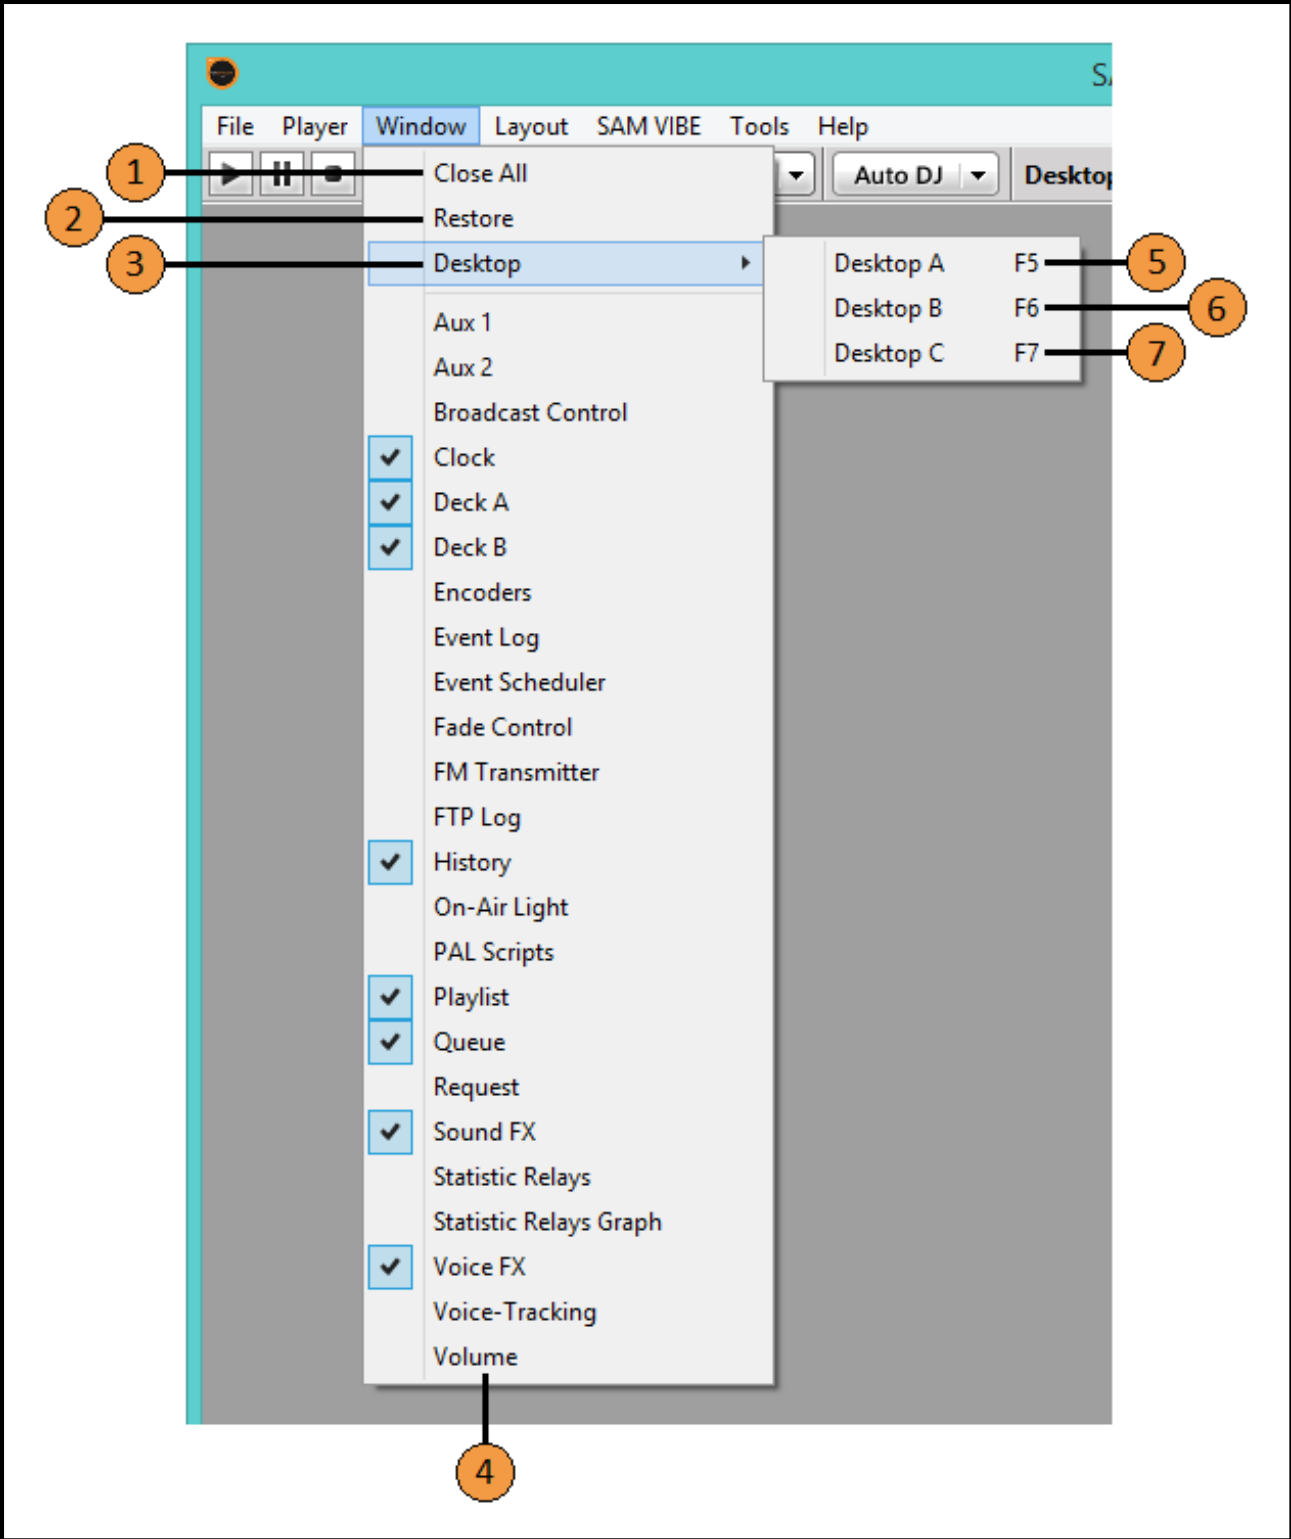 SA
File Player Window Layout SAM VIBE Tools Help
1 Close All
Auto DJ Desktop
2 Restore
3 Desktop
Desktop A F5 5
Desktop B F6 6
Desktop C F7 7
Aux 1
Aux 2
Broadcast Control
Clock
Deck A
Deck B
Encoders
Event Log
Event Scheduler
Fade Control
FM Transmitter
FTP Log
History
On-Air Light
PAL Scripts
Playlist
Queue
Request
Sound FX
Statistic Relays
Statistic Relays Graph
Voice FX
Voice-Tracking
Volume
4